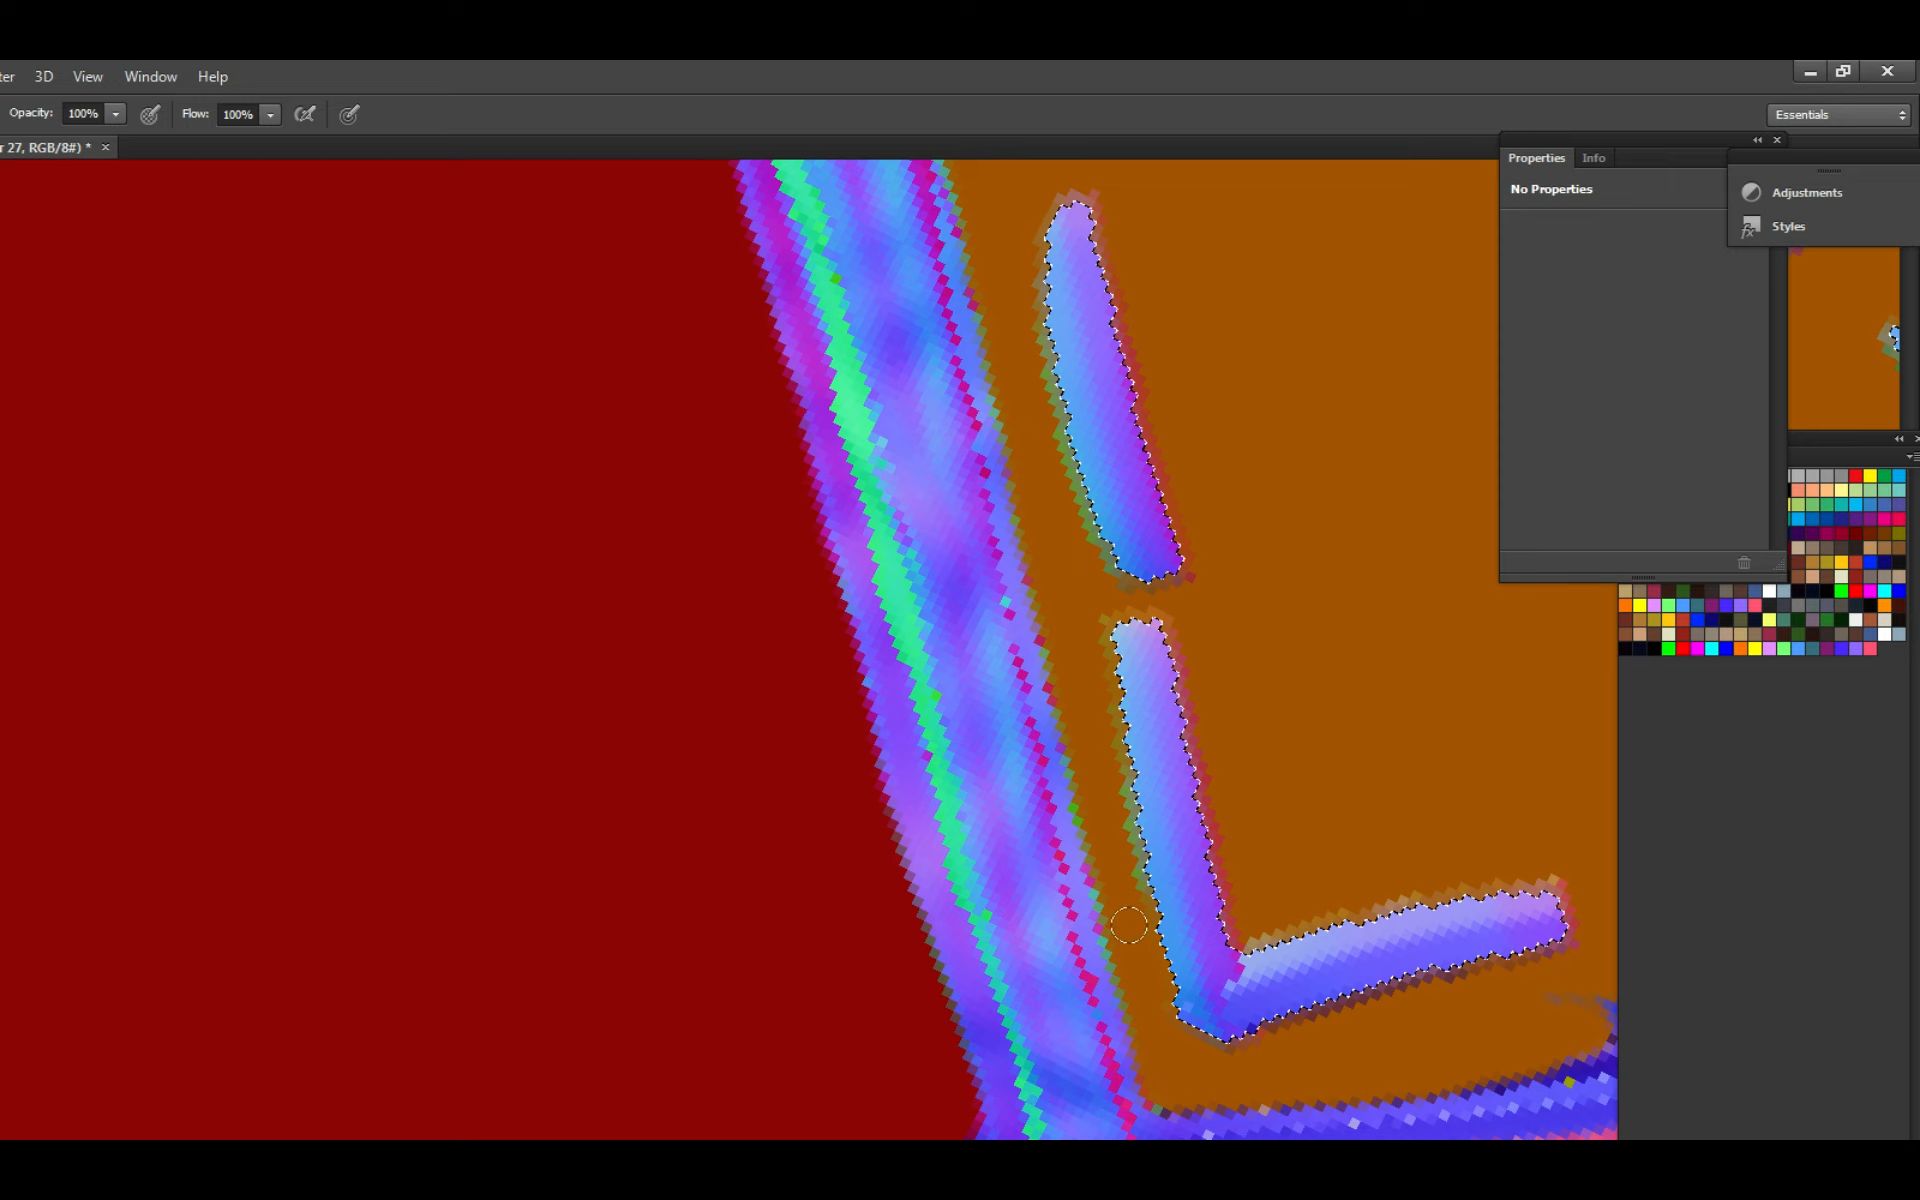 ter 3D View Window Help
Opacity: 100% Flow: 100% Essentials
r 27, RGB/8#) *
Properties Info
No Properties
Adjustments
Styles